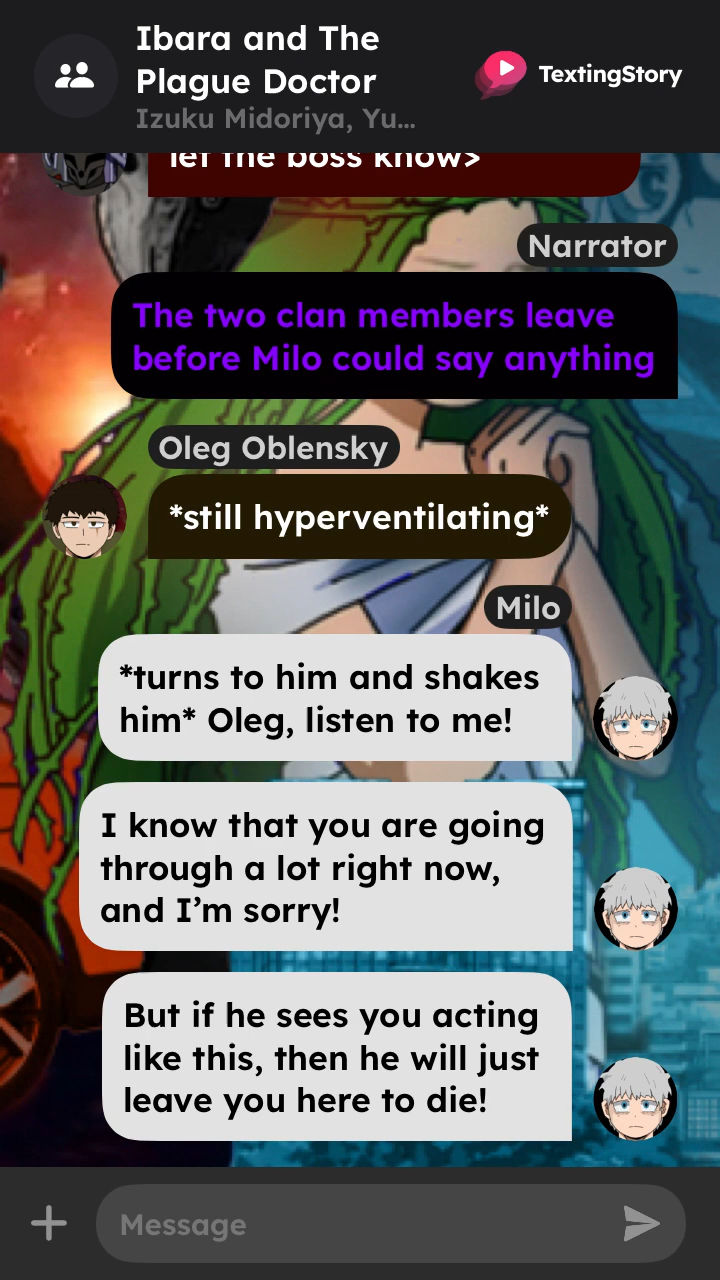 Ibara and The
Plague Doctor
Izuku Midoriya, Yu...
TextingStory
let the boss know>
Narrator
The two clan members leave
before Milo could say anything
Oleg Oblensky
*still hyperventilating*
Milo
*turns to him and shakes
him* Oleg, listen to me!
I know that you are going
through a lot right now,
and I’m sorry!
But if he sees you acting
like this, then he will just
leave you here to die!
Message